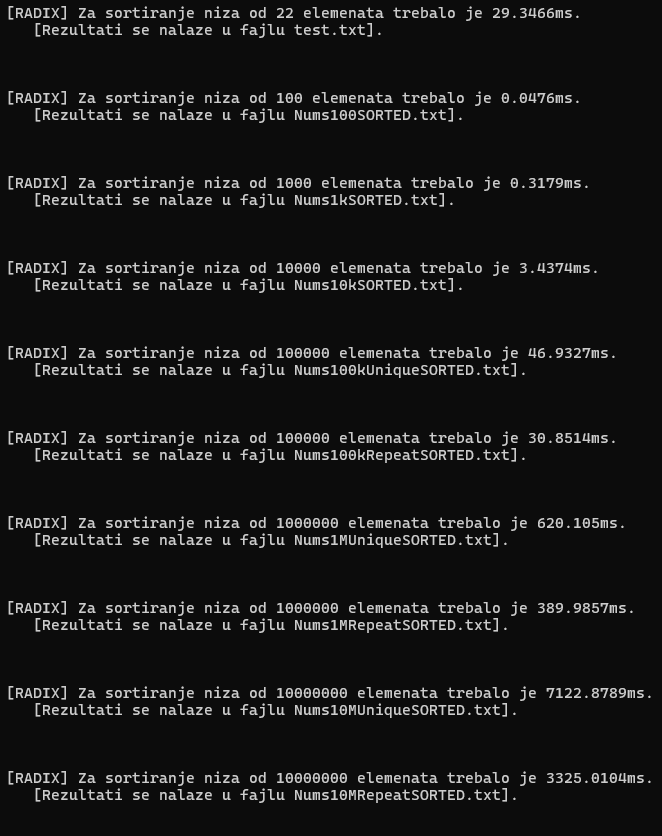 [RADIX] Za sortiranje niza od 22 elemenata trebalo je 29.3466ms.
[Rezultati se nalaze u fajlu test.txt].
[RADIX] Za sortiranje niza od 100 elemenata trebalo je 0.0476ms.
[Rezultati se nalaze u fajlu Nums100SORTED.txt].
[RADIX] Za sortiranje niza od 1000 elemenata trebalo je 0.3179ms.
[Rezultati se nalaze u fajlu Nums1kSORTED.txt].
[RADIX] Za sortiranje niza od 10000 elemenata trebalo je 3.4374ms.
[Rezultati se nalaze u fajlu Nums10kSORTED.txt].
[RADIX] Za sortiranje niza od 100000 elemenata trebalo je 46.9327ms.
[Rezultati se nalaze u fajlu Nums100kUniqueSORTED.txt].
[RADIX] Za sortiranje niza od 100000 elemenata trebalo je 30.8514ms.
[Rezultati se nalaze u fajlu Nums100kRepeatSORTED.txt].
[RADIX] Za sortiranje niza od 1000000 elemenata trebalo je 620.105ms.
[Rezultati se nalaze u fajlu Nums1MUniqueSORTED.txt].
[RADIX] Za sortiranje niza od 1000000 elemenata trebalo je 389.9857ms.
[Rezultati se nalaze u fajlu Nums1MRepeatSORTED.txt].
[RADIX] Za sortiranje niza od 10000000 elemenata trebalo je 7122.8789ms.
[Rezultati se nalaze u fajlu Nums10MUniqueSORTED.txt].
[RADIX] Za sortiranje niza od 10000000 elemenata trebalo je 3325.0104ms.
[Rezultati se nalaze u fajlu Nums10MRepeatSORTED.txt].